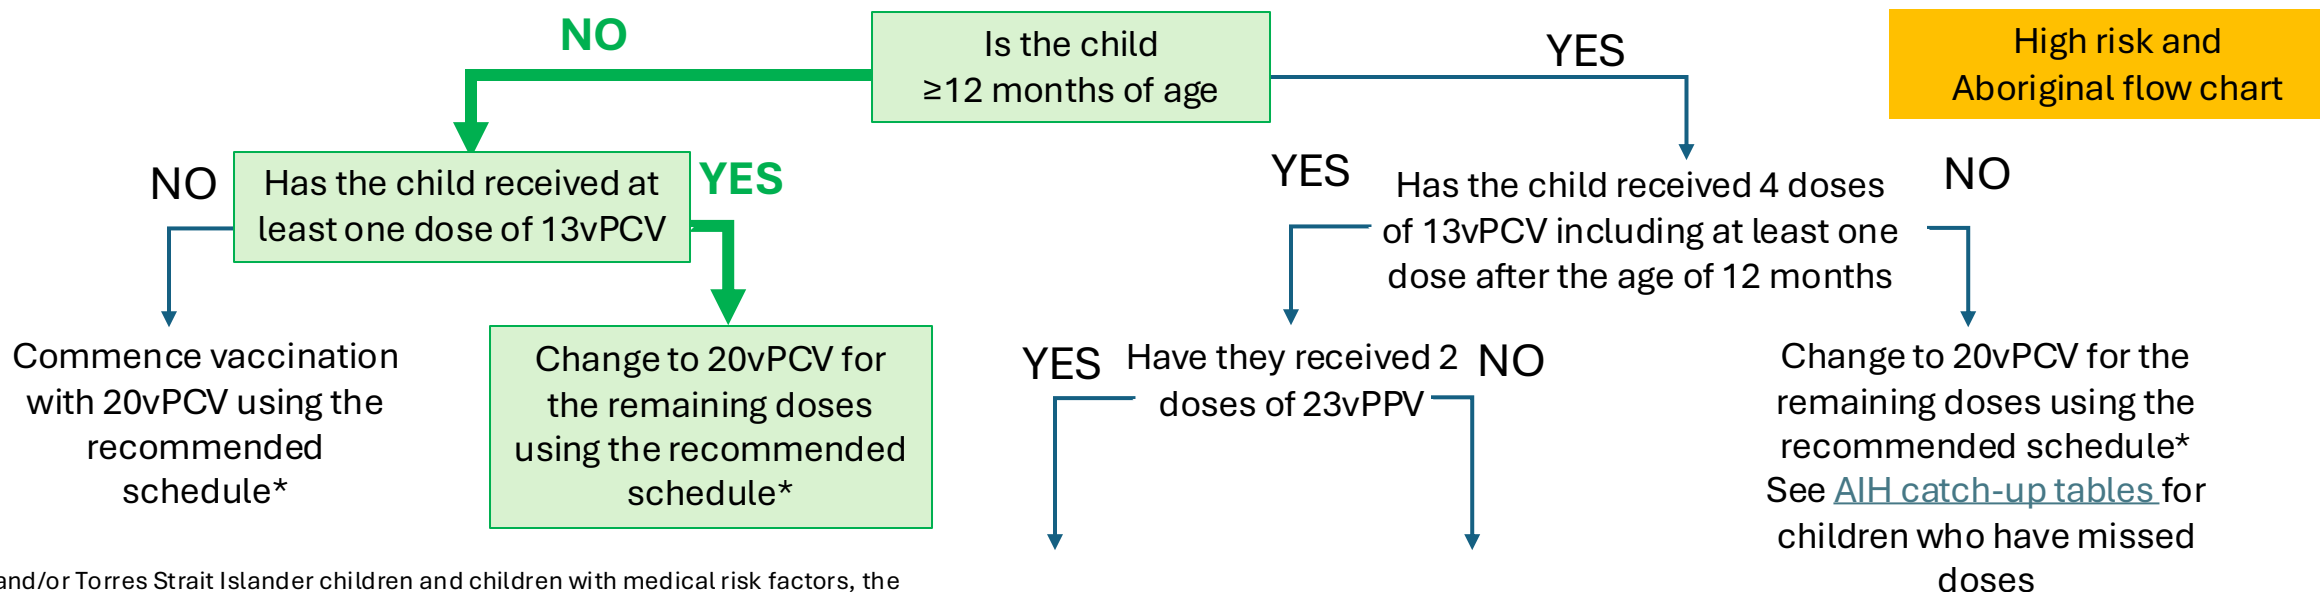 NO
Is the child
≥12 months of age
YES
High risk and
Aboriginal flow chart
NO
Has the child received at
least one dose of 13vPCV
YES
YES
Has the child received 4 doses
of 13vPCV including at least one
dose after the age of 12 months
NO
Commence vaccination
with 20vPCV using the
recommended
schedule*
Change to 20vPCV for
the remaining doses
using the recommended
schedule*
YES
Have they received 2
doses of 23vPPV
NO
Change to 20vPCV for the
remaining doses using the
recommended schedule*
See AIH catch-up tables for
children who have missed
doses
and/or Torres Strait Islander children and children with medical risk factors, the